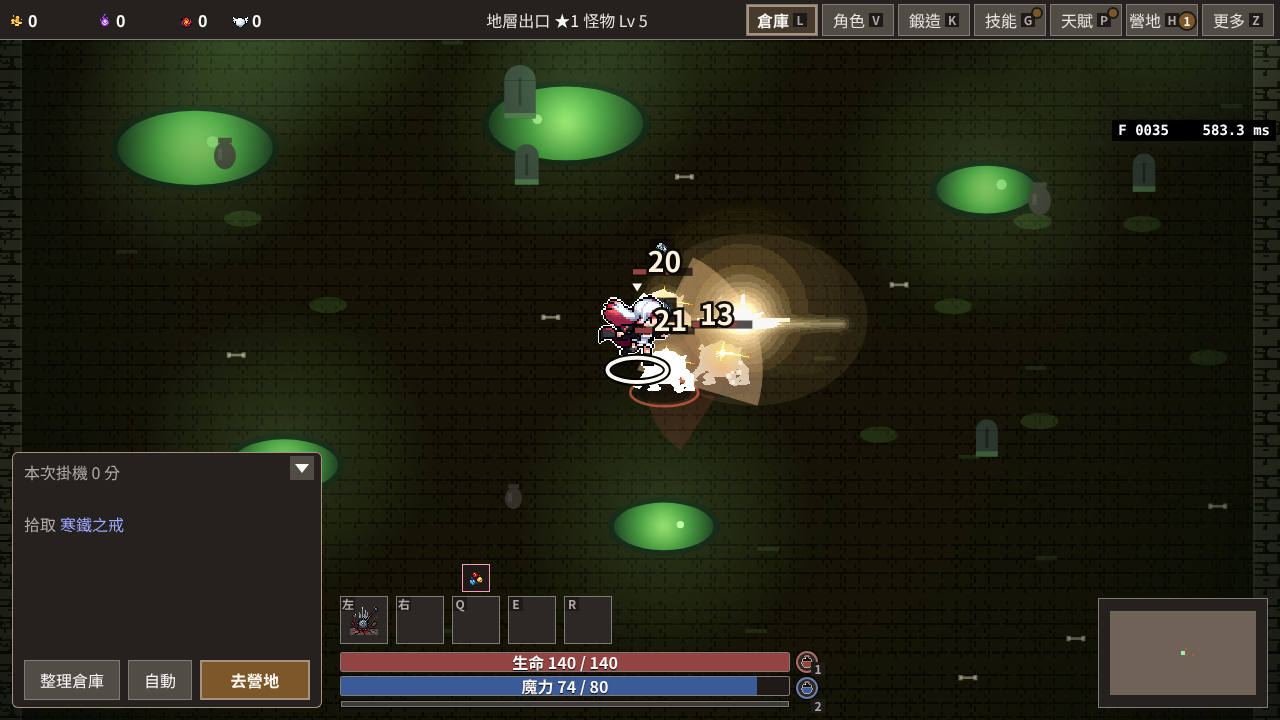 0 0 0 0
地層出口 ★1 怪物 Lv 5
倉庫 L
角色 V
鍛造 K
技能 G
天賦 P
營地 H 1
更多 Z
F 0035 583.3 ms
20
21
13
本次掛機 0 分
拾取 寒鐵之戒
整理倉庫
自動
去營地
左 右 Q E R
生命 140 / 140
1
魔力 74 / 80
2